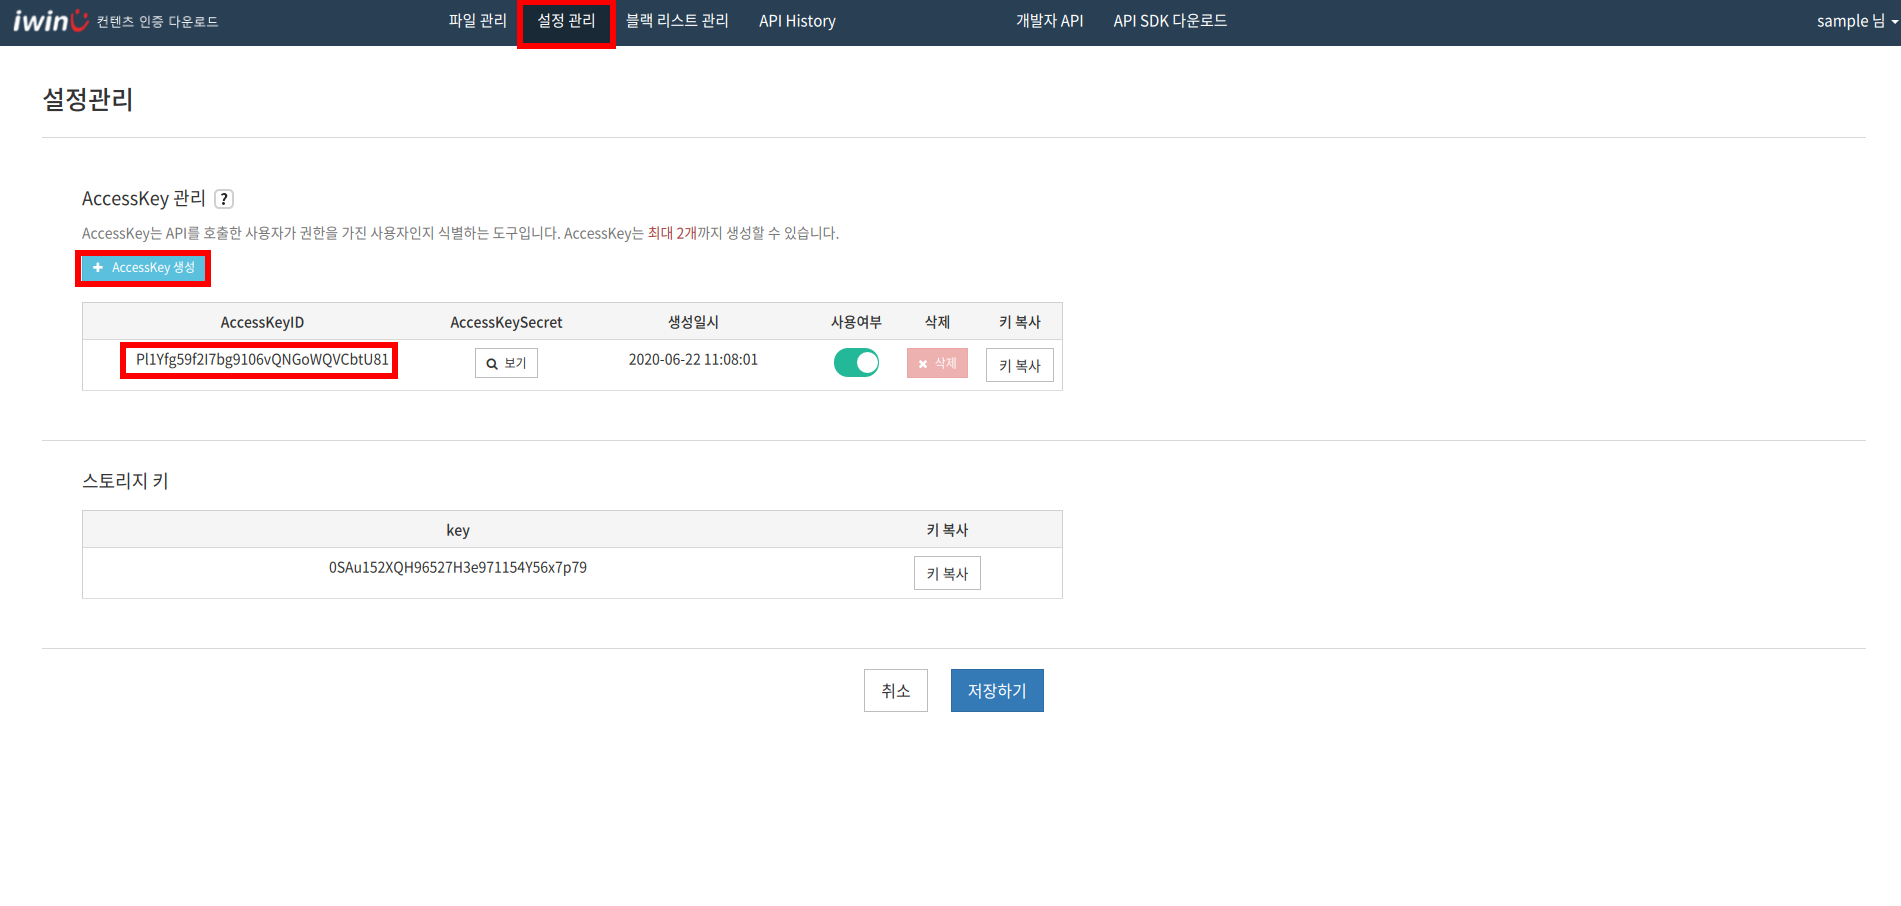 iwinU 컨텐츠 인증 다운로드 파일 관리 설정 관리 블랙 리스트 관리 API History 개발자 API API SDK 다운로드 sample 님
설정관리
AccessKey 관리 ?
AccessKey는 API를 호출한 사용자가 권한을 가진 사용자인지 식별하는 도구입니다. AccessKey는 최대 2개까지 생성할 수 있습니다.
+ AccessKey 생성
AccessKeyID AccessKeySecret 생성일시 사용여부 삭제 키 복사
Pl1Yfg59f2I7bg9106vQNGoWQVCbtU81 보기 2020-06-22 11:08:01 삭제 키 복사
스토리지 키
key 키 복사
0SAu152XQH96527H3e971154Y56x7p79 키 복사
취소 저장하기